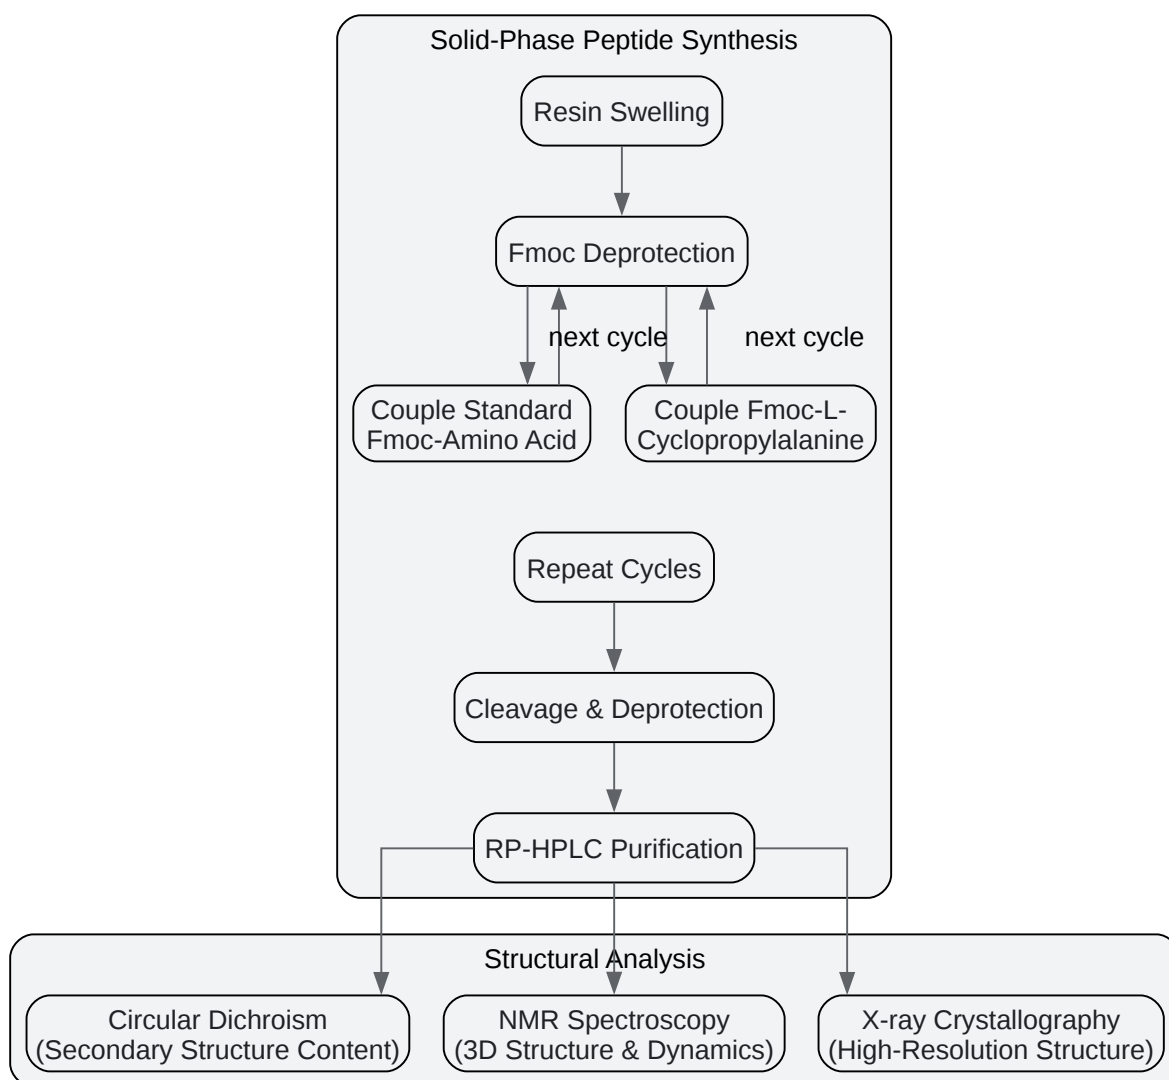 Solid-Phase Peptide Synthesis
Resin Swelling
Fmoc Deprotection
next cycle
next cycle
Couple Standard
Fmoc-Amino Acid
Couple Fmoc-L-
Cyclopropylalanine
Repeat Cycles
Cleavage & Deprotection
RP-HPLC Purification
Structural Analysis
Circular Dichroism
(Secondary Structure Content)
NMR Spectroscopy
(3D Structure & Dynamics)
X-ray Crystallography
(High-Resolution Structure)